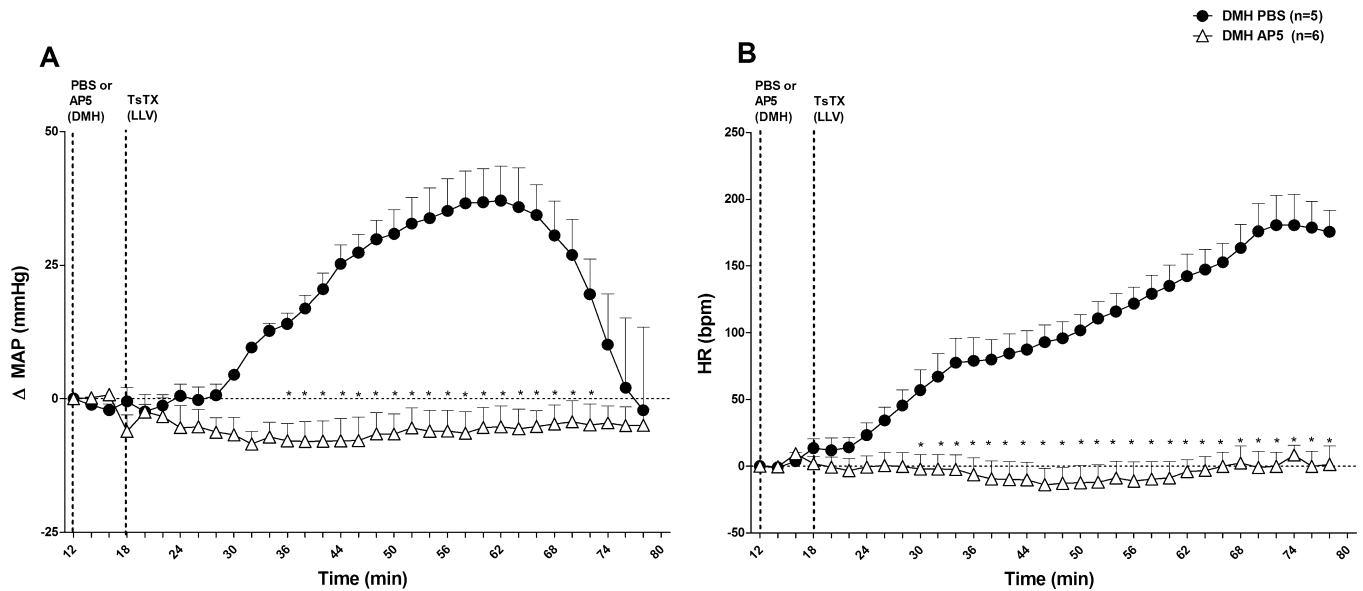 DMH PBS (n=5)
DMH AP5 (n=6)
A
PBS or
AP5
(DMH)
TsTX
(LLV)
50
25
0
-25
Δ MAP (mmHg)
* * * * * * * * * * * * * * * * * *
12 18 24 30 36 44 50 56 62 68 74 80
Time (min)
B
PBS or
AP5
(DMH)
TsTX
(LLV)
250
200
150
100
50
0
-50
HR (bpm)
* * * * * * * * * * * * * * * * * * * * * * * *
12 18 24 30 36 44 50 56 62 68 74 80
Time (min)